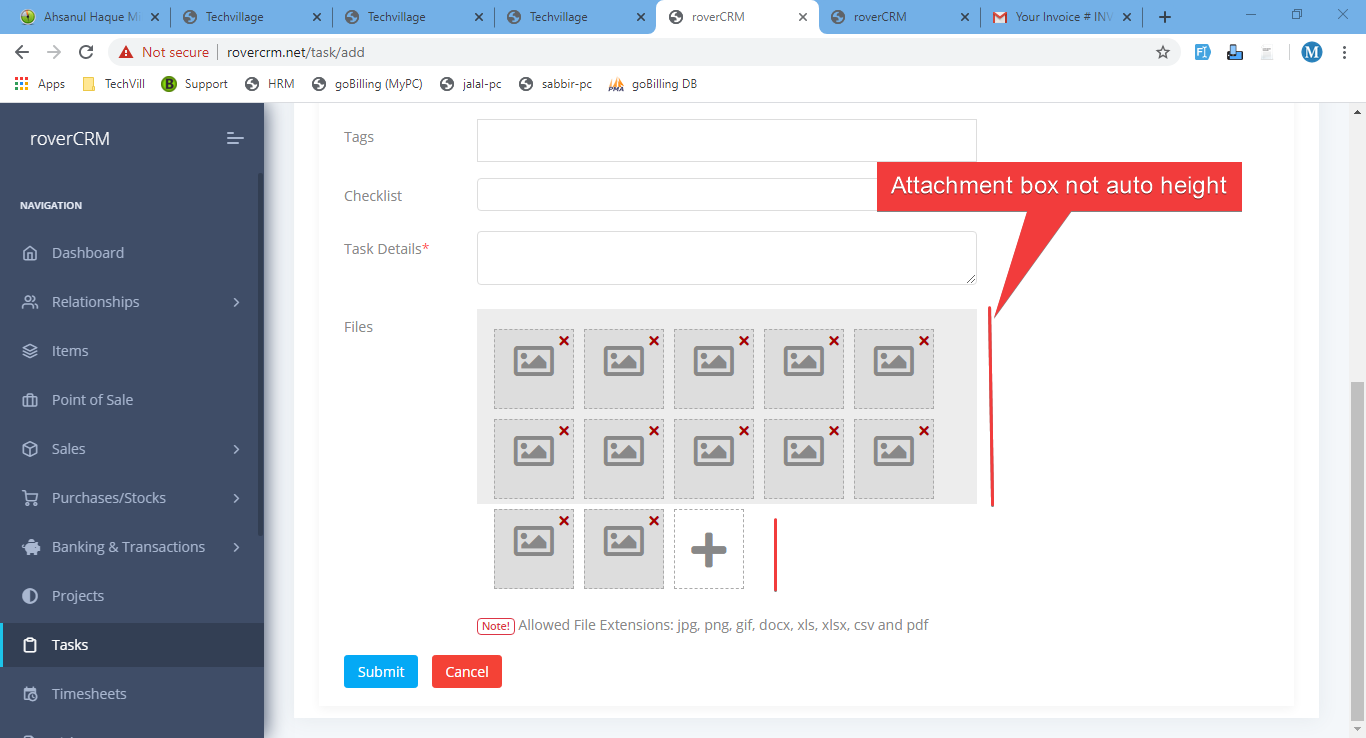 Ahsanul Haque M
Techvillage
Techvillage
Techvillage
roverCRM
roverCRM
Your Invoice # INV
Not secure
rovercrm.net/task/add
M
Apps
TechVill
Support
HRM
goBilling (MyPC)
jalal-pc
sabbir-pc
PMA
goBilling DB
roverCRM
NAVIGATION
Dashboard
Relationships
Items
Point of Sale
Sales
Purchases/Stocks
Banking & Transactions
Projects
Tasks
Timesheets
Tags
Attachment box not auto height
Checklist
Task Details*
Files
Note! Allowed File Extensions: jpg, png, gif, docx, xls, xlsx, csv and pdf
Submit
Cancel